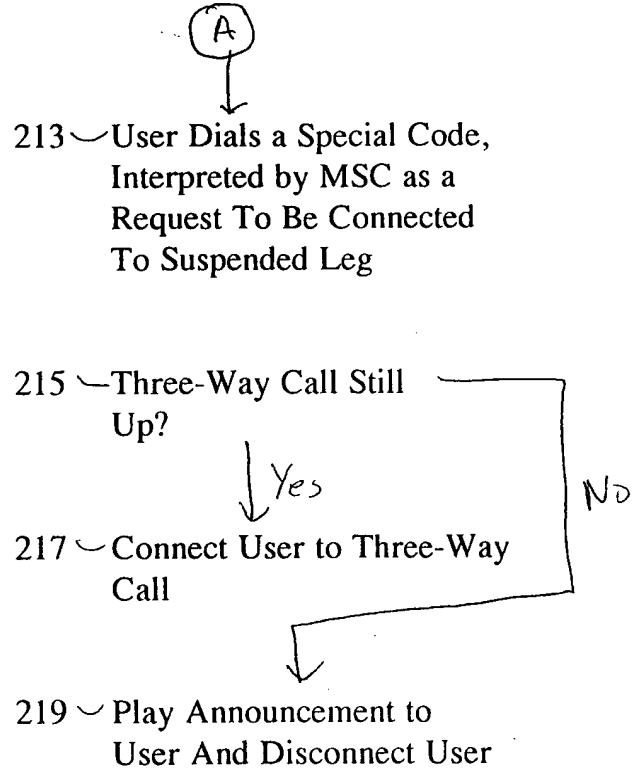 A
213 User Dials a Special Code,
Interpreted by MSC as a
Request To Be Connected
To Suspended Leg
215 Three-Way Call Still
Up?
Yes
No
217 Connect User to Three-Way
Call
219 Play Announcement to
User And Disconnect User